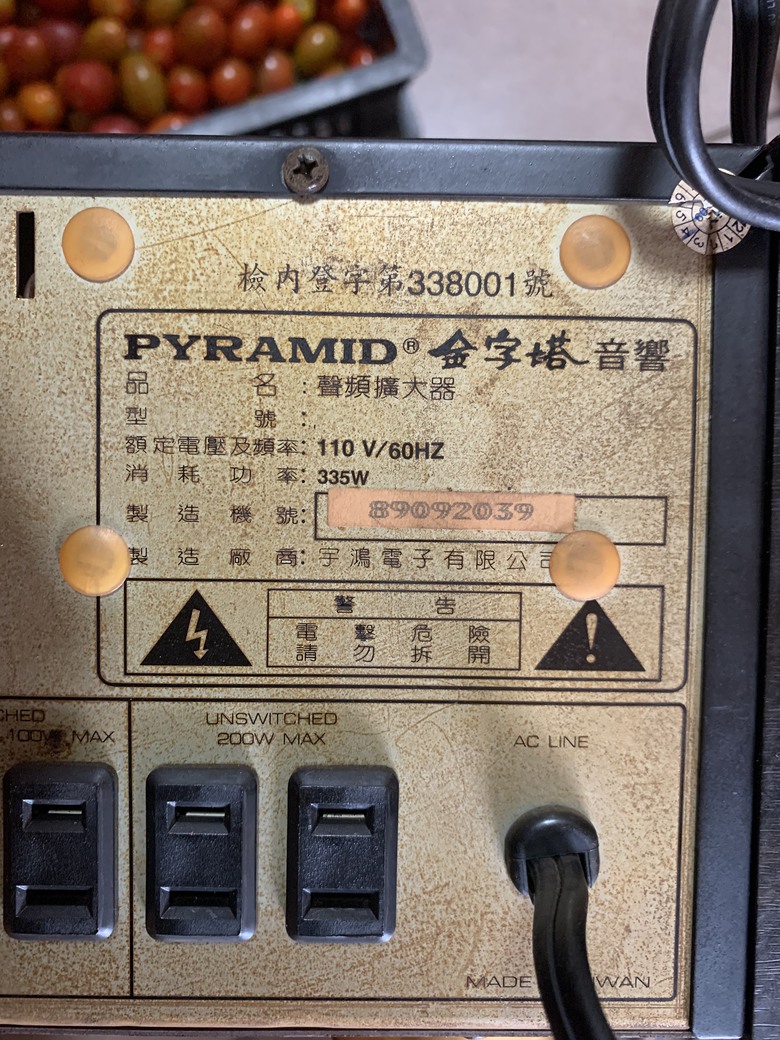 檢內登字第338001號
PYRAMID® 金字塔音響
品名:聲頻擴大器
型號:
額定電壓及頻率:110 V/60HZ
消耗功率:335W
製造機號:89092039
製造廠商:宇鴻電子有限公司
警告
電擊危險
請勿拆開
CHED
100W MAX
UNSWITCHED
200W MAX
AC LINE
MADE WAN